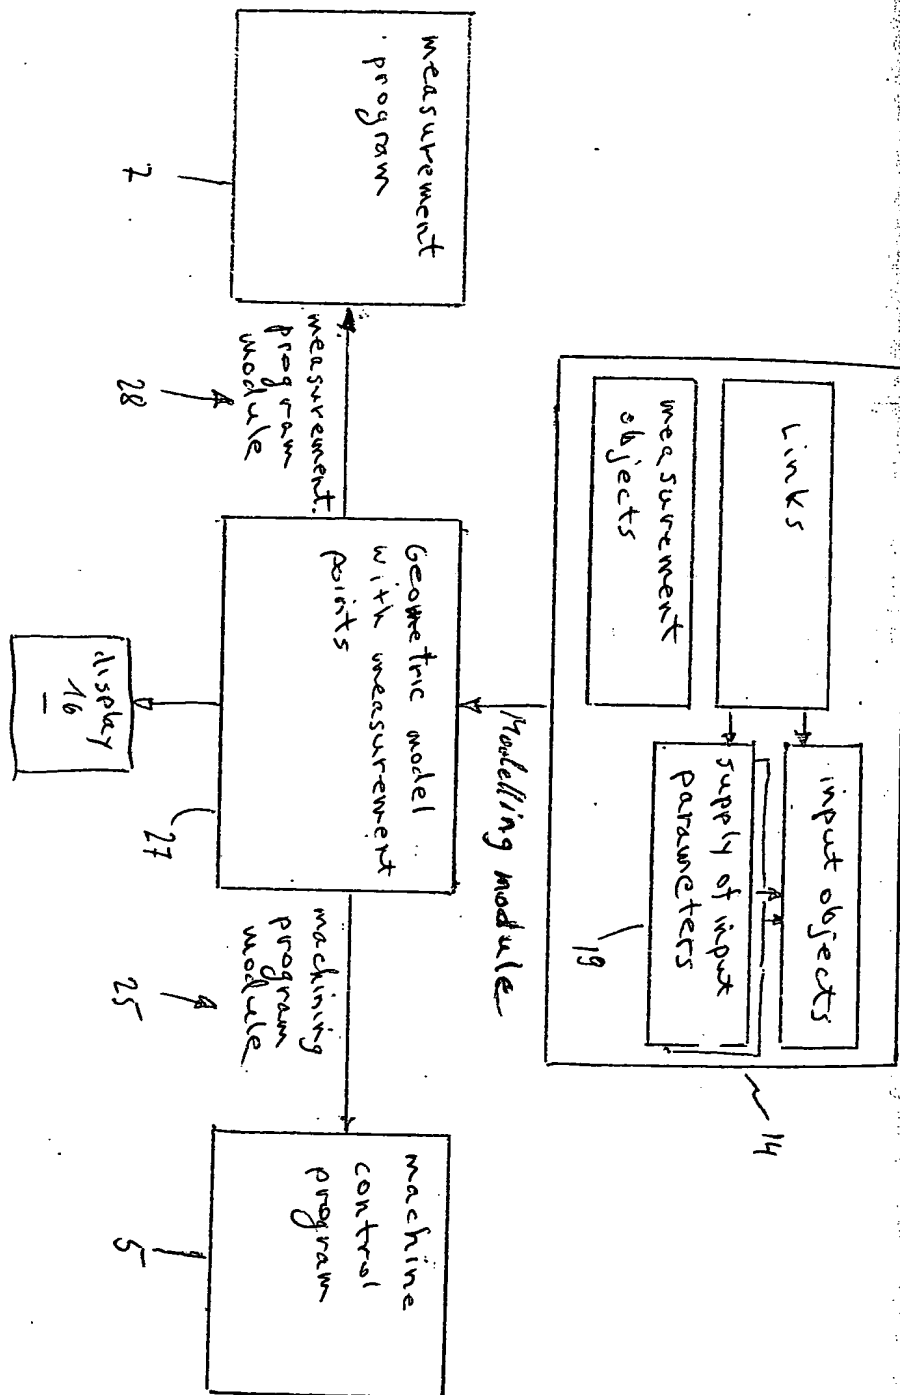 Links
input objects
measurement
objects
supply of input
parameters
19
14
Modelling module
measurement
program
7
measurement
program
module
28
Geometric model
with measurement
points
27
machining
program
module
25
machine
control
program
5
display
16